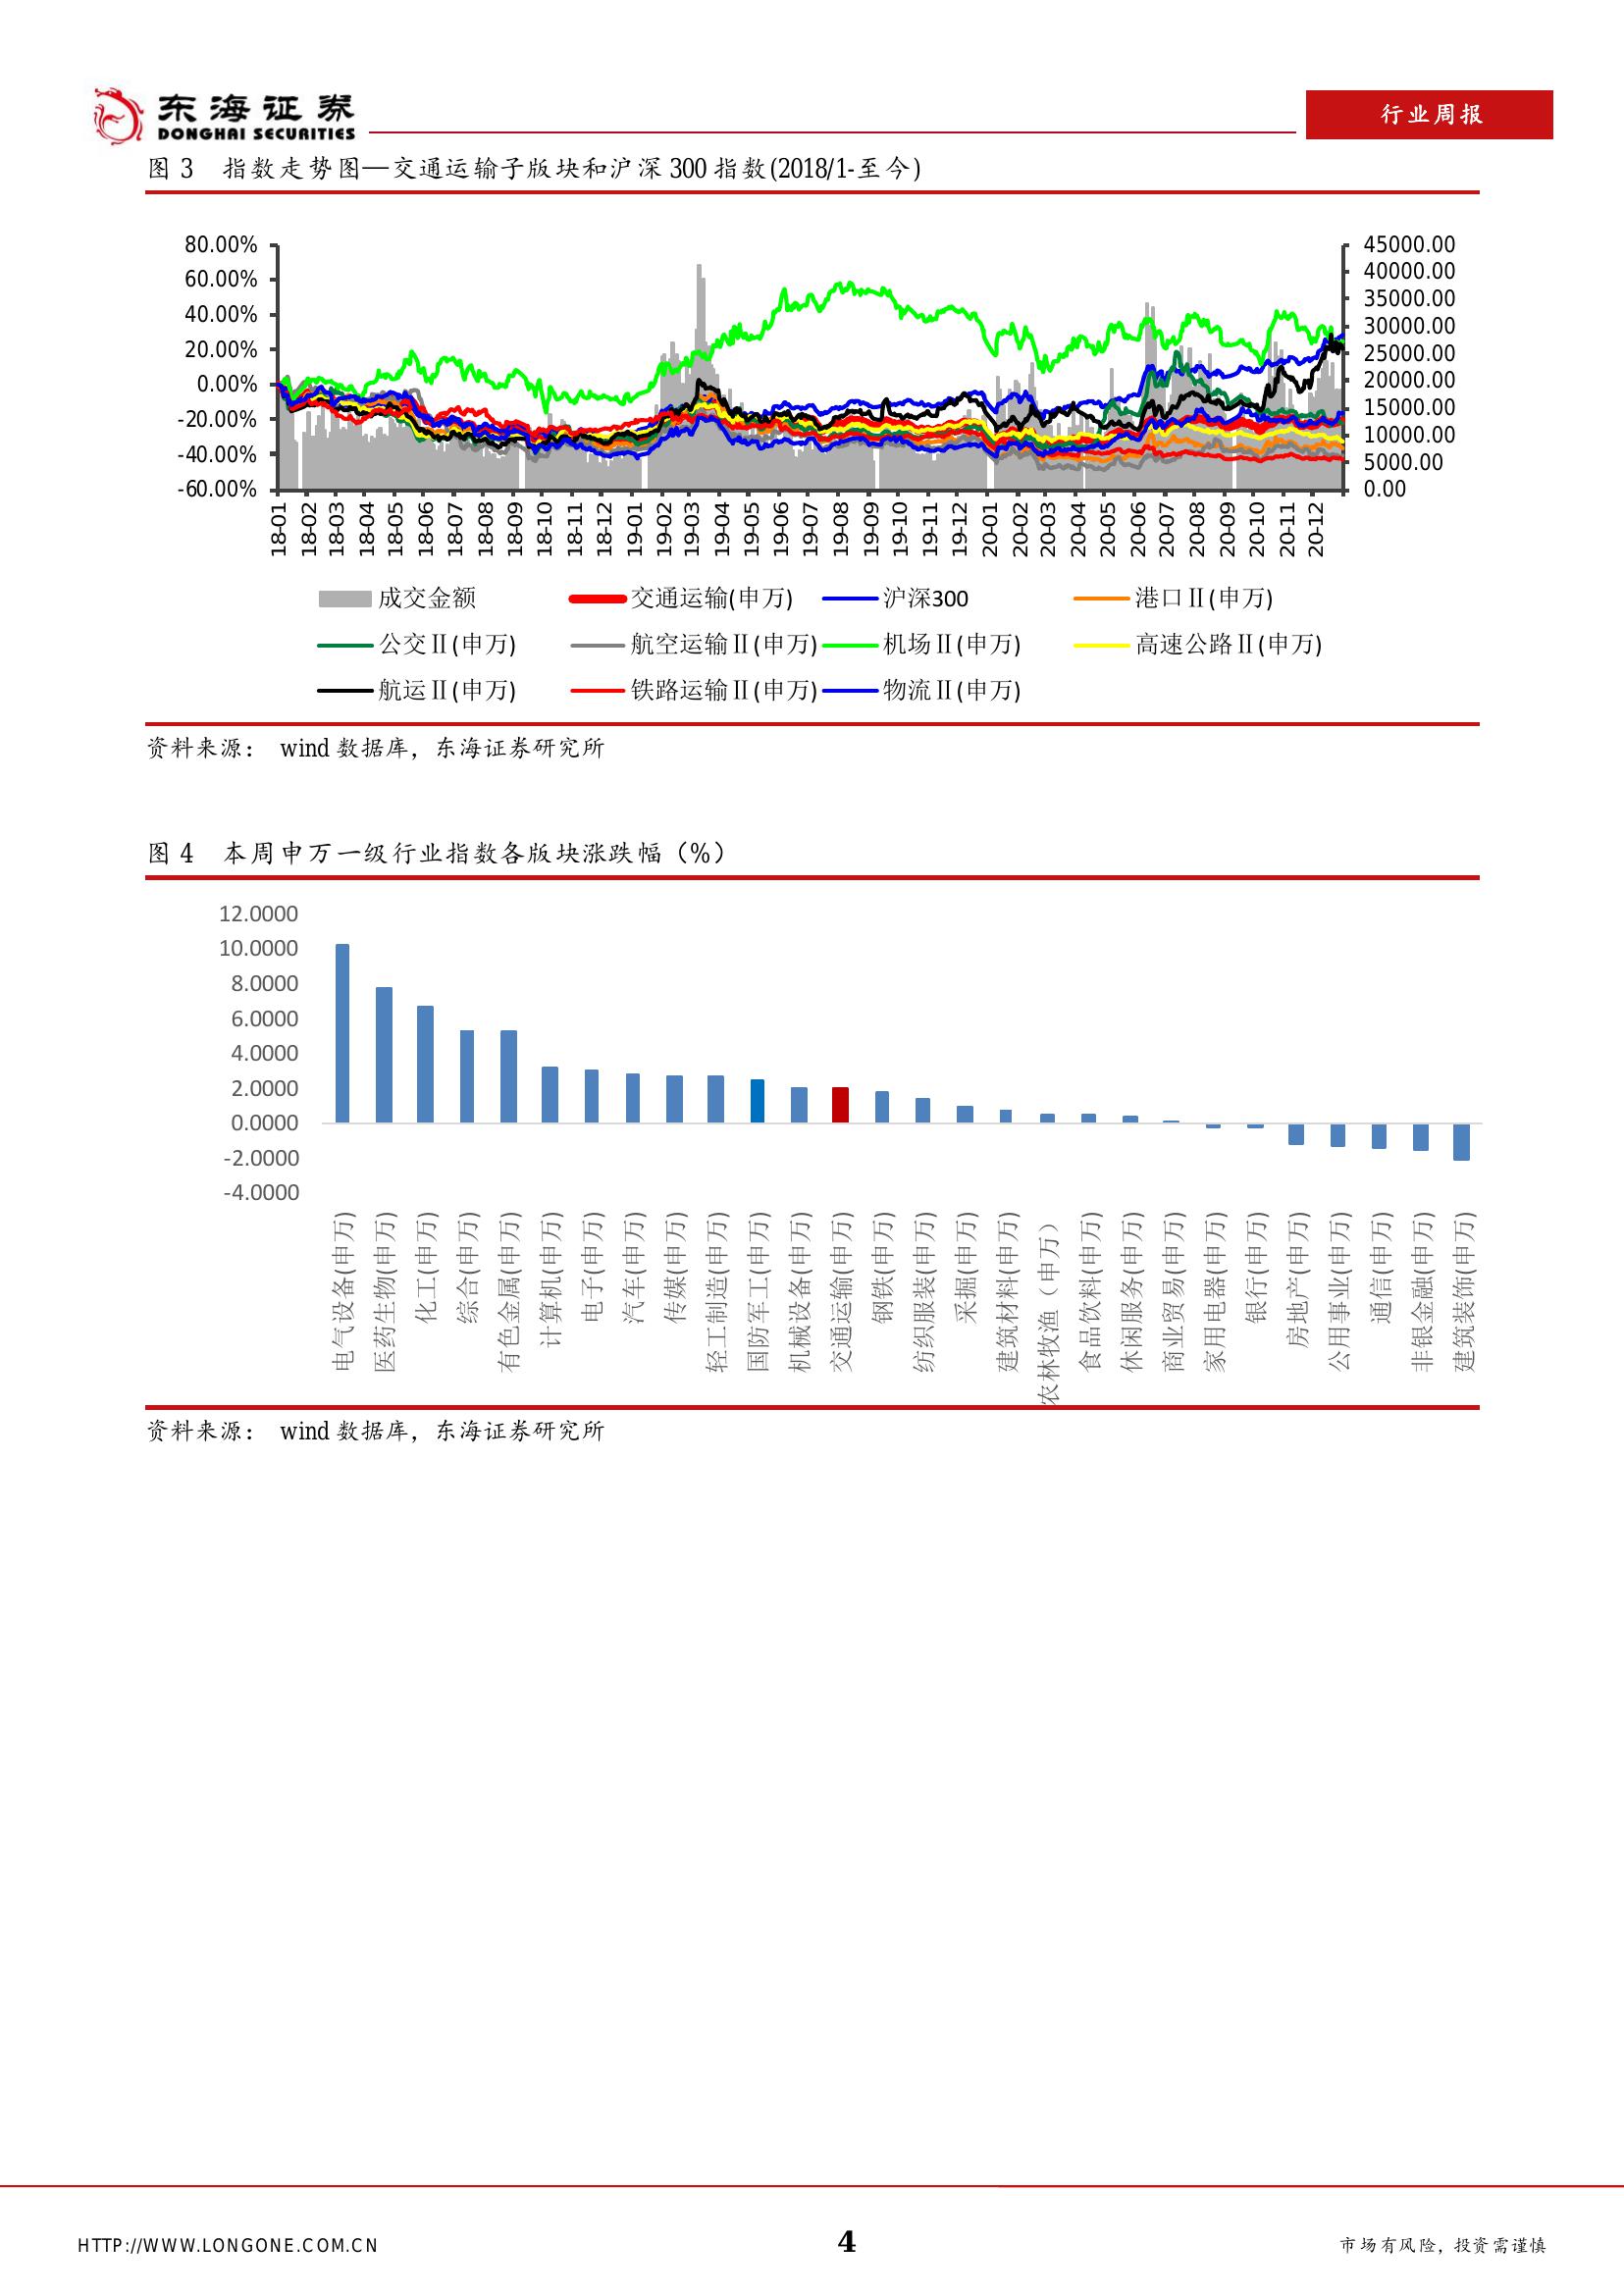 东海证券
DONGHAI SECURITIES
行业周报
图 3 指数走势图—交通运输子版块和沪深 300 指数(2018/1-至今)
80.00%
60.00%
40.00%
20.00%
0.00%
-20.00%
-40.00%
-60.00%
45000.00
40000.00
35000.00
30000.00
25000.00
20000.00
15000.00
10000.00
5000.00
0.00
18-01 18-02 18-03 18-04 18-05 18-06 18-07 18-08 18-09 18-10 18-11 18-12 19-01 19-02 19-03 19-04 19-05 19-06 19-07 19-08 19-09 19-10 19-11 19-12 20-01 20-02 20-03 20-04 20-05 20-06 20-07 20-08 20-09 20-10 20-11 20-12
成交金额 交通运输(申万) 沪深300 港口Ⅱ(申万)
公交Ⅱ(申万) 航空运输Ⅱ(申万) 机场Ⅱ(申万) 高速公路Ⅱ(申万)
航运Ⅱ(申万) 铁路运输Ⅱ(申万) 物流Ⅱ(申万)
资料来源： wind 数据库，东海证券研究所
图 4 本周申万一级行业指数各版块涨跌幅（%）
12.0000
10.0000
8.0000
6.0000
4.0000
2.0000
0.0000
-2.0000
-4.0000
电气设备(申万)
医药生物(申万)
化工(申万)
综合(申万)
有色金属(申万)
计算机(申万)
电子(申万)
汽车(申万)
传媒(申万)
轻工制造(申万)
国防军工(申万)
机械设备(申万)
交通运输(申万)
钢铁(申万)
纺织服装(申万)
采掘(申万)
建筑材料(申万)
农林牧渔（申万）
食品饮料(申万)
休闲服务(申万)
商业贸易(申万)
家用电器(申万)
银行(申万)
房地产(申万)
公用事业(申万)
通信(申万)
非银金融(申万)
建筑装饰(申万)
资料来源： wind 数据库，东海证券研究所
HTTP://WWW.LONGONE.COM.CN
4
市场有风险，投资需谨慎